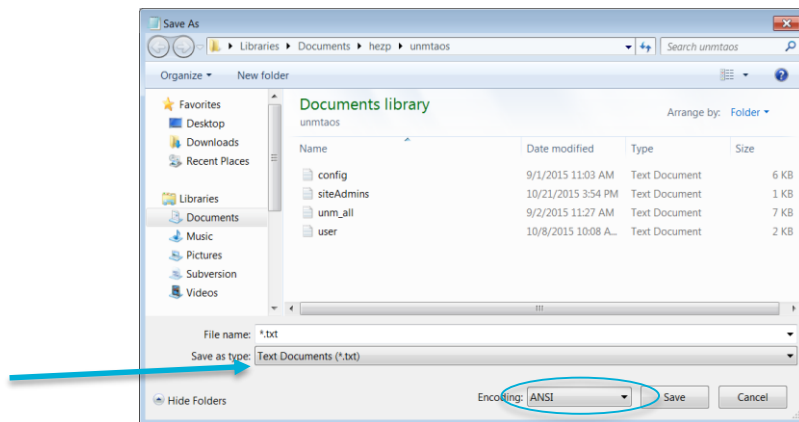 Save As
Libraries Documents hezp unmtaos Search unmtaos
Organize New folder
Favorites
Desktop
Downloads
Recent Places
Libraries
Documents
Music
Pictures
Subversion
Videos
Documents library
unmtaos
Arrange by: Folder
Name Date modified Type Size
config 9/1/2015 11:03 AM Text Document 6 KB
siteAdmins 10/21/2015 3:54 PM Text Document 1 KB
unm_all 9/2/2015 11:27 AM Text Document 7 KB
user 10/8/2015 10:08 A... Text Document 2 KB
File name: *.txt
Save as type: Text Documents (*.txt)
Hide Folders Encoding: ANSI Save Cancel